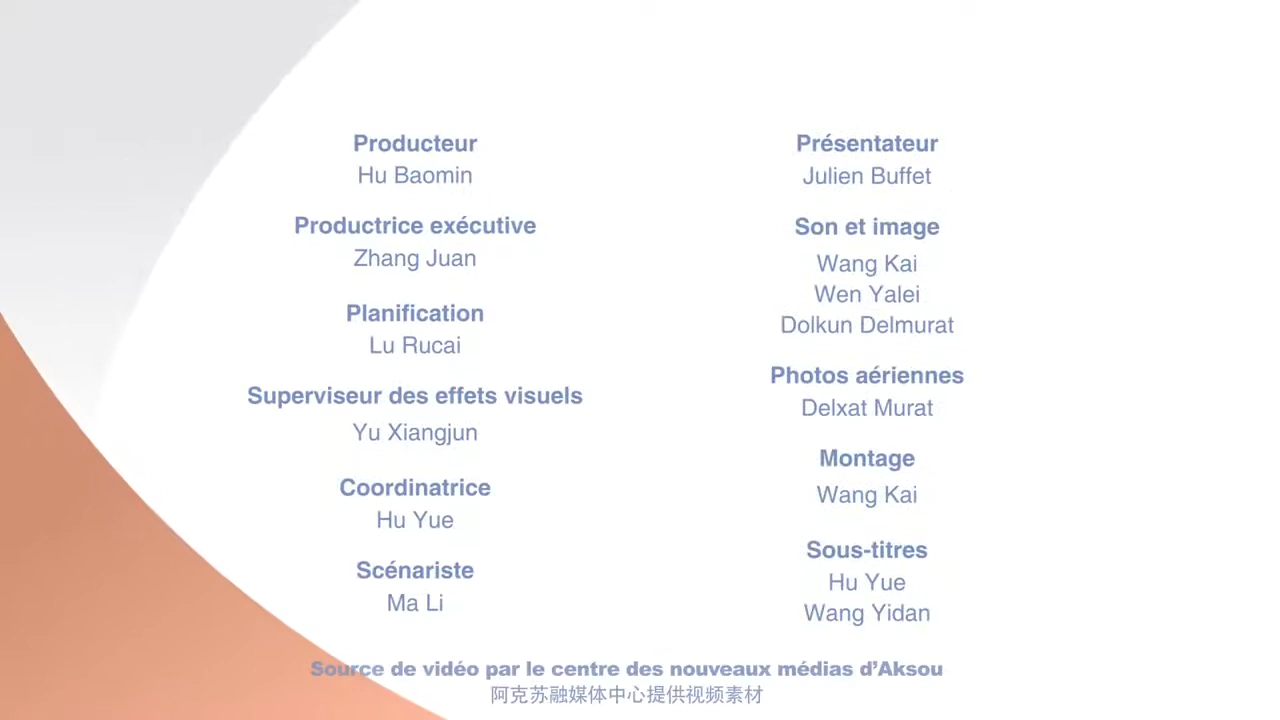 Producteur
Hu Baomin
Productrice exécutive
Zhang Juan
Planification
Lu Rucai
Superviseur des effets visuels
Yu Xiangjun
Coordinatrice
Hu Yue
Scénariste
Ma Li
Présentateur
Julien Buffet
Son et image
Wang Kai
Wen Yalei
Dolkun Delmurat
Photos aériennes
Delxat Murat
Montage
Wang Kai
Sous-titres
Hu Yue
Wang Yidan
Source de vidéo par le centre des nouveaux médias d’Aksou
阿克苏融媒体中心提供视频素材